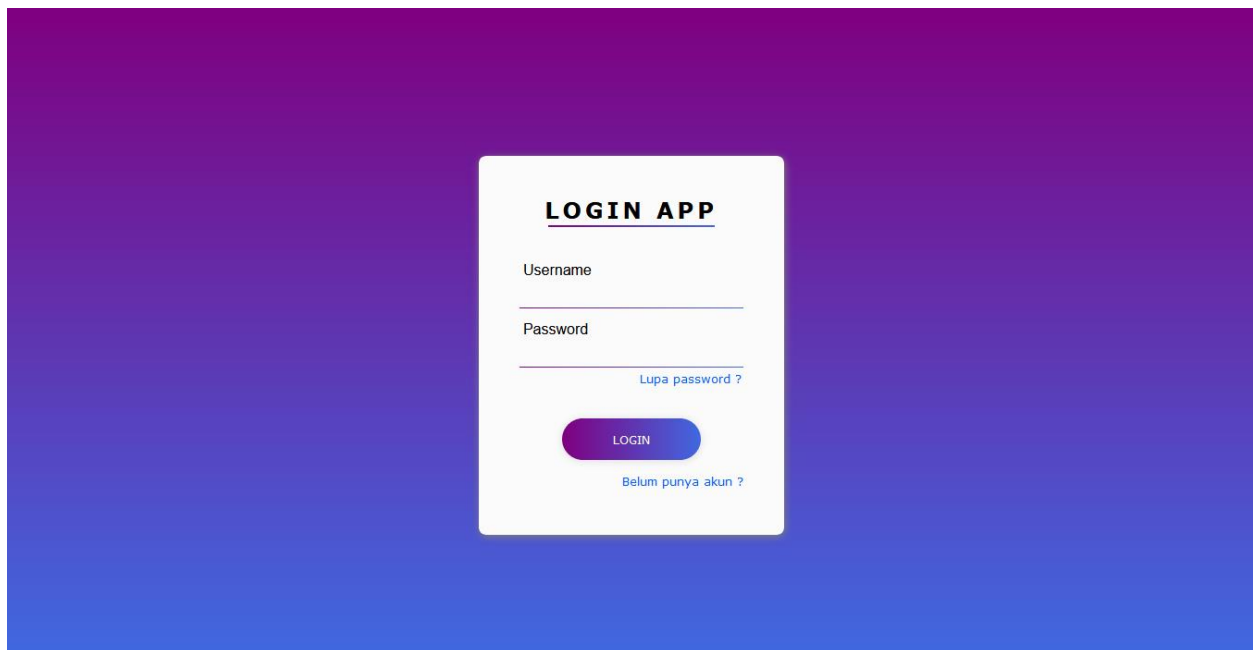 LOGIN APP
Username
Password
Lupa password ?
LOGIN
Belum punya akun ?